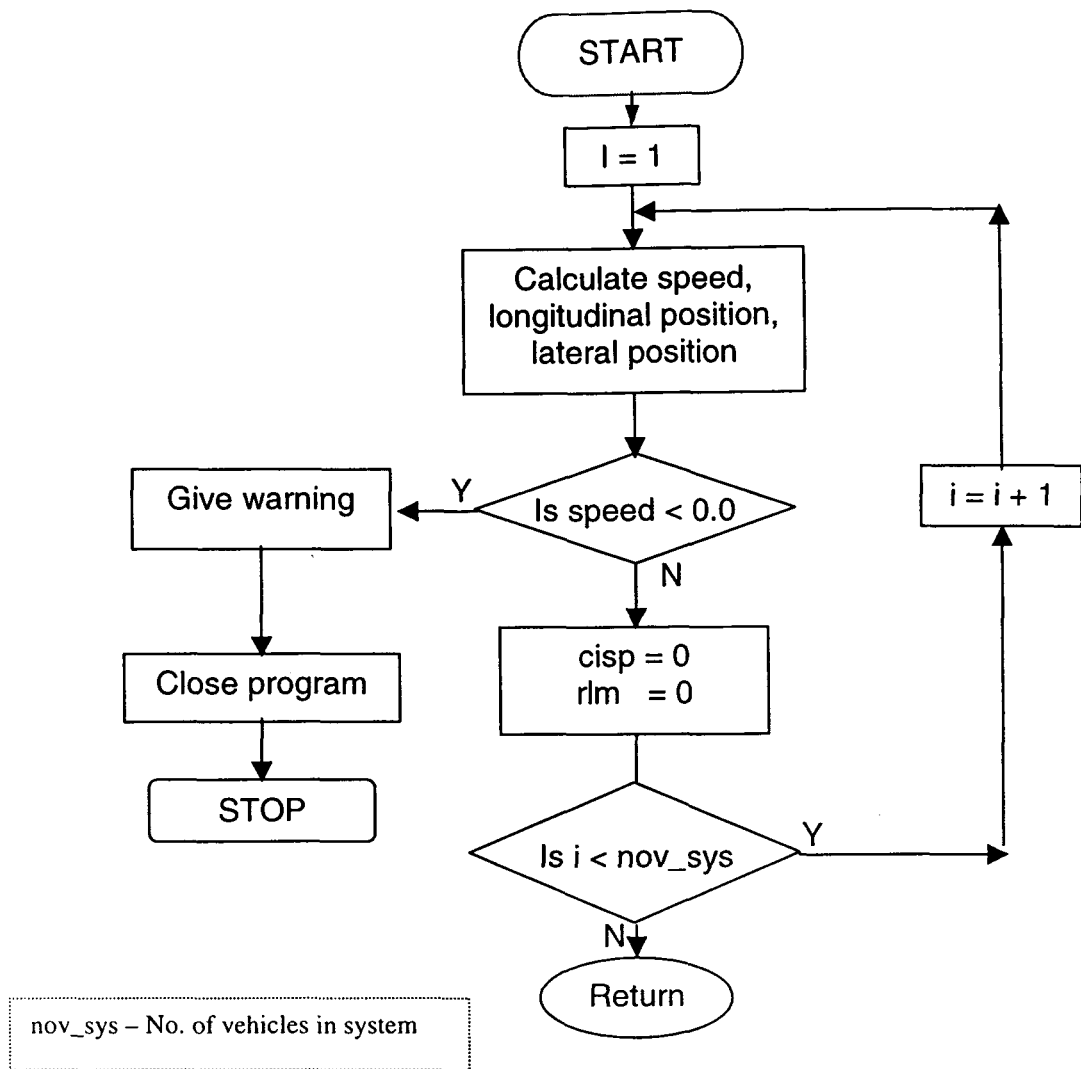 START
I = 1
Calculate speed,
longitudinal position,
lateral position
Is speed < 0.0
Y
N
Give warning
Close program
STOP
cisp = 0
rlm = 0
Is i < nov_sys
Y
N
i = i + 1
Return
nov_sys – No. of vehicles in system